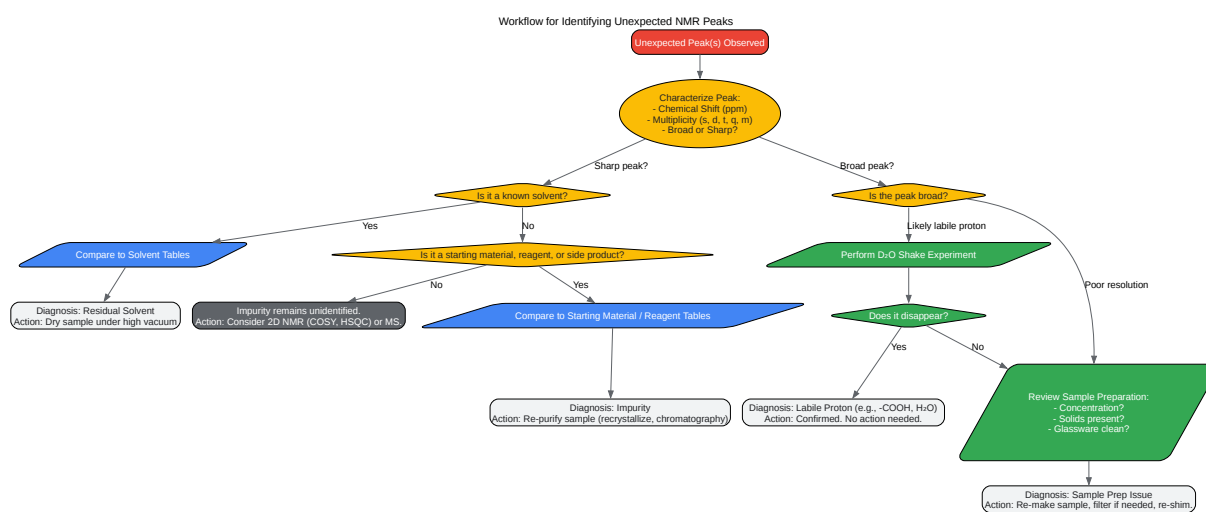 Workflow for Identifying Unexpected NMR Peaks
Unexpected Peak(s) Observed
Characterize Peak:
- Chemical Shift (ppm)
- Multiplicity (s, d, t, q, m)
- Broad or Sharp?
Sharp peak?
Broad peak?
Is it a known solvent?
Is the peak broad?
Yes
No
Likely labile proton
Compare to Solvent Tables
Is it a starting material, reagent, or side product?
Perform D₂O Shake Experiment
No
Yes
Poor resolution
Diagnosis: Residual Solvent
Action: Dry sample under high vacuum
Impurity remains unidentified.
Action: Consider 2D NMR (COSY, HSQC) or MS.
Compare to Starting Material / Reagent Tables
Does it disappear?
Yes
No
Diagnosis: Impurity
Action: Re-purify sample (recrystallize, chromatography)
Diagnosis: Labile Proton (e.g., -COOH, H₂O)
Action: Confirmed. No action needed.
Review Sample Preparation:
- Concentration?
- Solids present?
- Glassware clean?
Diagnosis: Sample Prep Issue
Action: Re-make sample, filter if needed, re-shim.